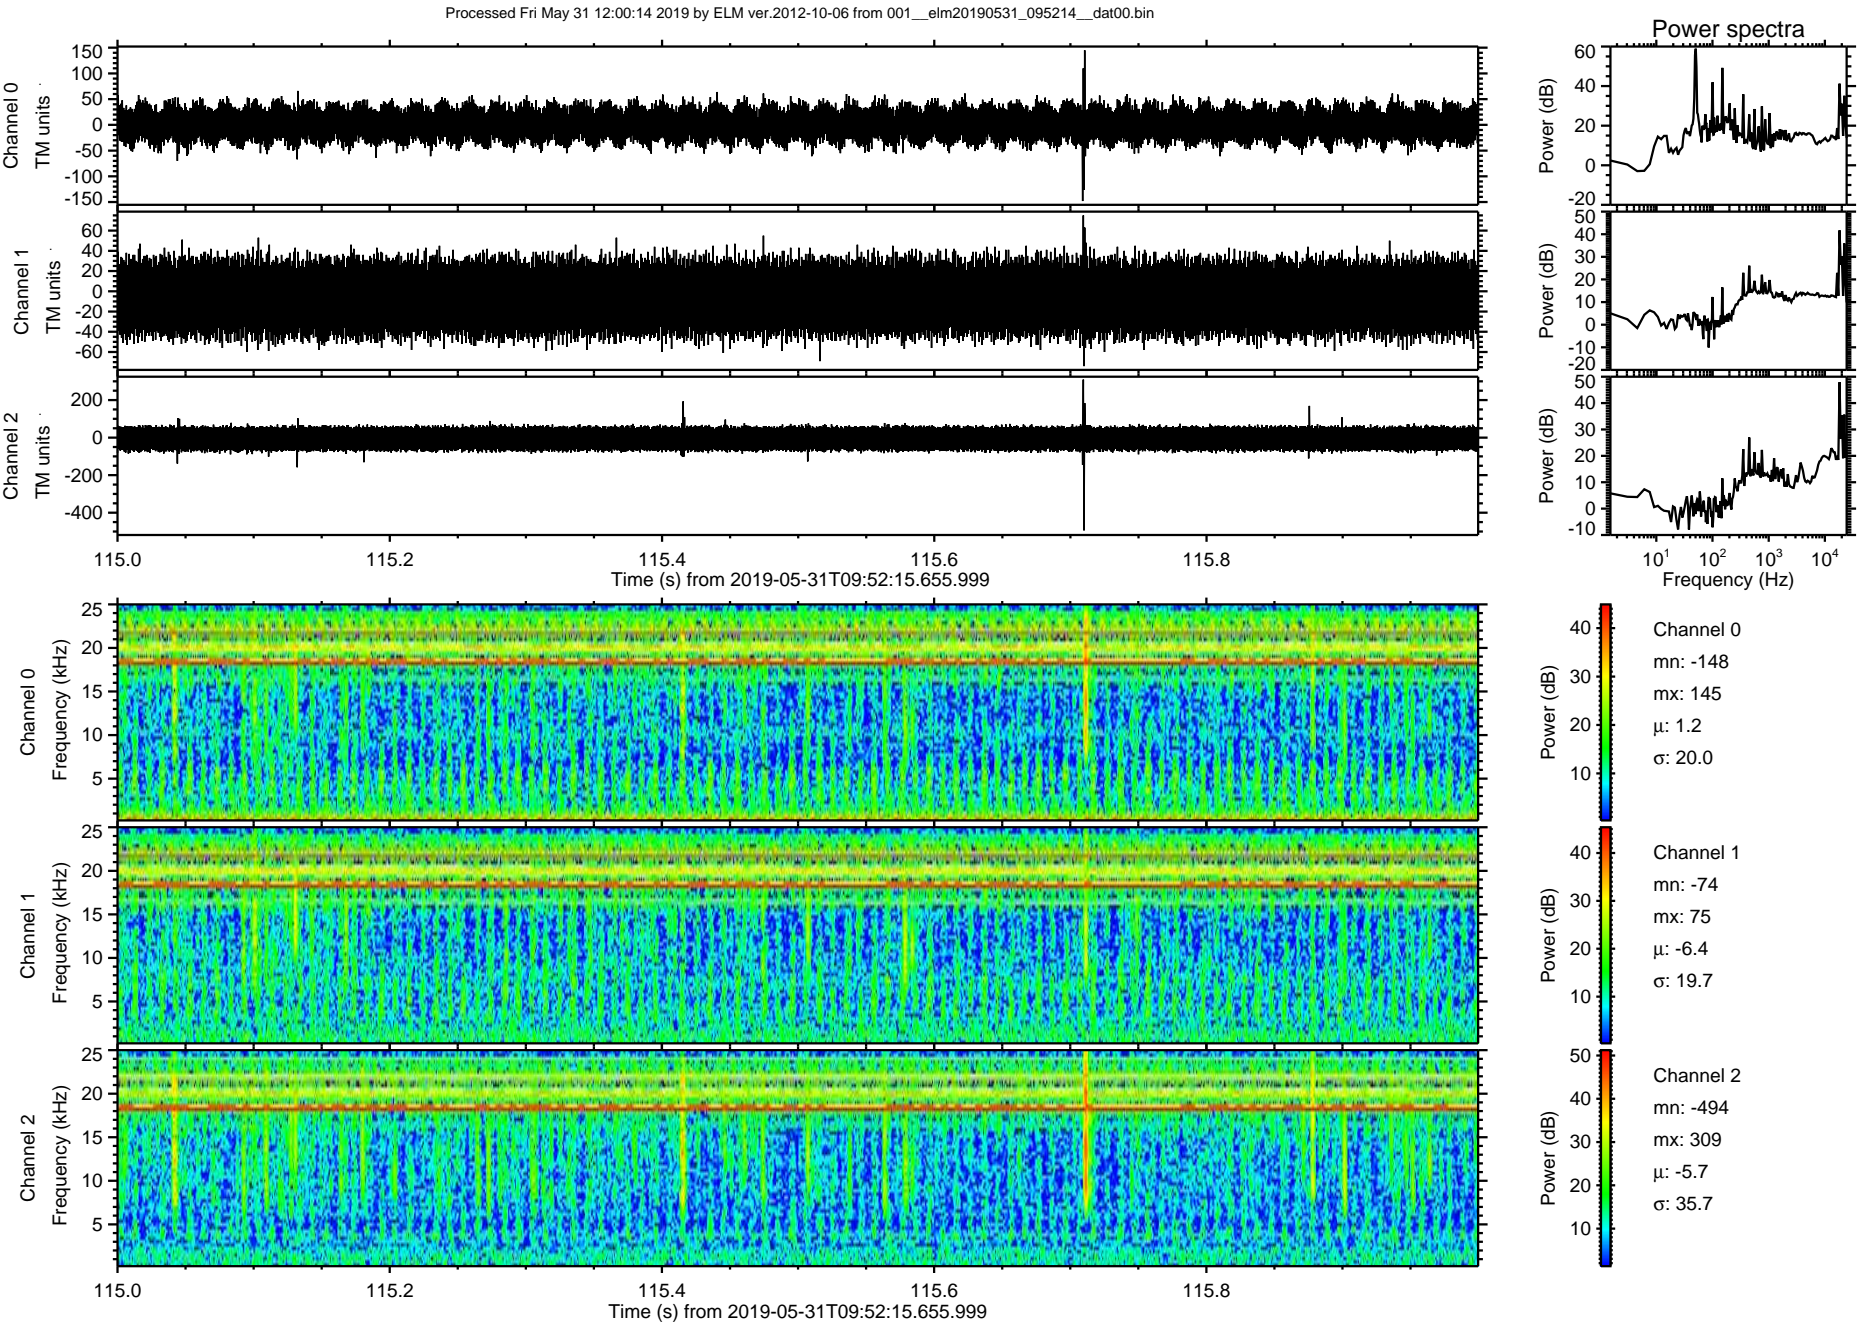 Processed Fri May 31 12:00:14 2019 by ELM ver.2012-10-06 from 001__elm20190531_095214__dat00.bin
Power spectra
Channel 0
TM units
150
100
50
0
-50
-100
-150
Power (dB)
60
40
20
0
-20
Channel 1
TM units
60
40
20
0
-20
-40
-60
Power (dB)
50
40
30
20
10
0
-10
-20
Channel 2
TM units
200
0
-200
-400
Power (dB)
50
40
30
20
10
0
-10
115.0 115.2 115.4 115.6 115.8
Time (s) from 2019-05-31T09:52:15.655.999
10^1 10^2 10^3 10^4
Frequency (Hz)
Channel 0
Frequency (kHz)
25
20
15
10
5
Power (dB)
40
30
20
10
Channel 0
mn: -148
mx: 145
μ: 1.2
σ: 20.0
Channel 1
Frequency (kHz)
25
20
15
10
5
Power (dB)
40
30
20
10
Channel 1
mn: -74
mx: 75
μ: -6.4
σ: 19.7
Channel 2
Frequency (kHz)
25
20
15
10
5
Power (dB)
50
40
30
20
10
Channel 2
mn: -494
mx: 309
μ: -5.7
σ: 35.7
115.0 115.2 115.4 115.6 115.8
Time (s) from 2019-05-31T09:52:15.655.999